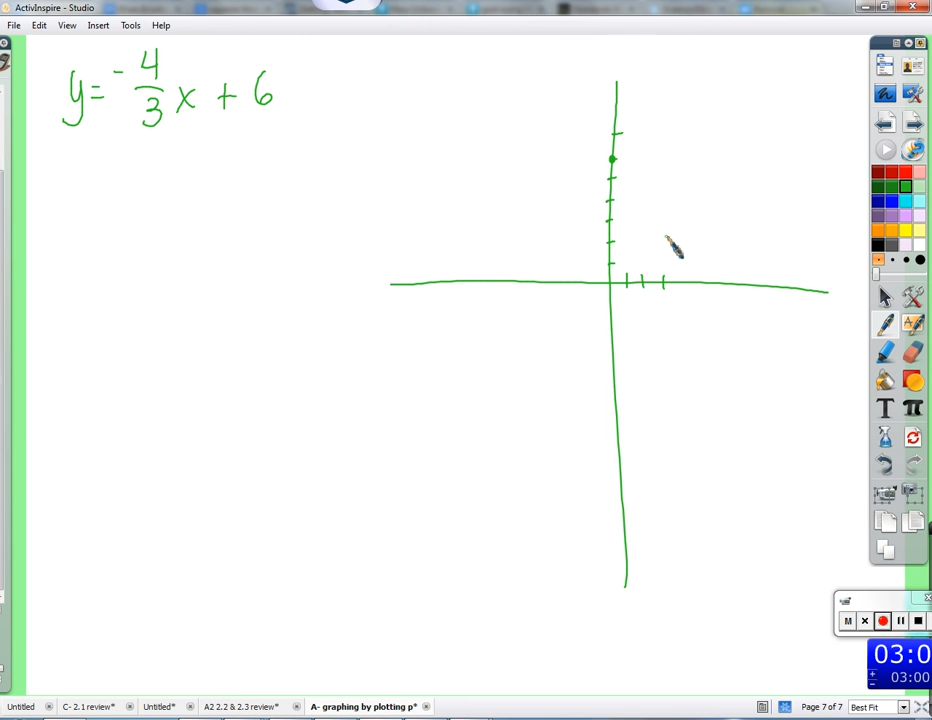 ActivInspire - Studio
File Edit View Insert Tools Help
y = -4/3 x + 6
M
03:0
03:00
Untitled C- 2.1 review* Untitled* A2 2.2 & 2.3 review* A- graphing by plotting p*
Page 7 of 7 Best Fit